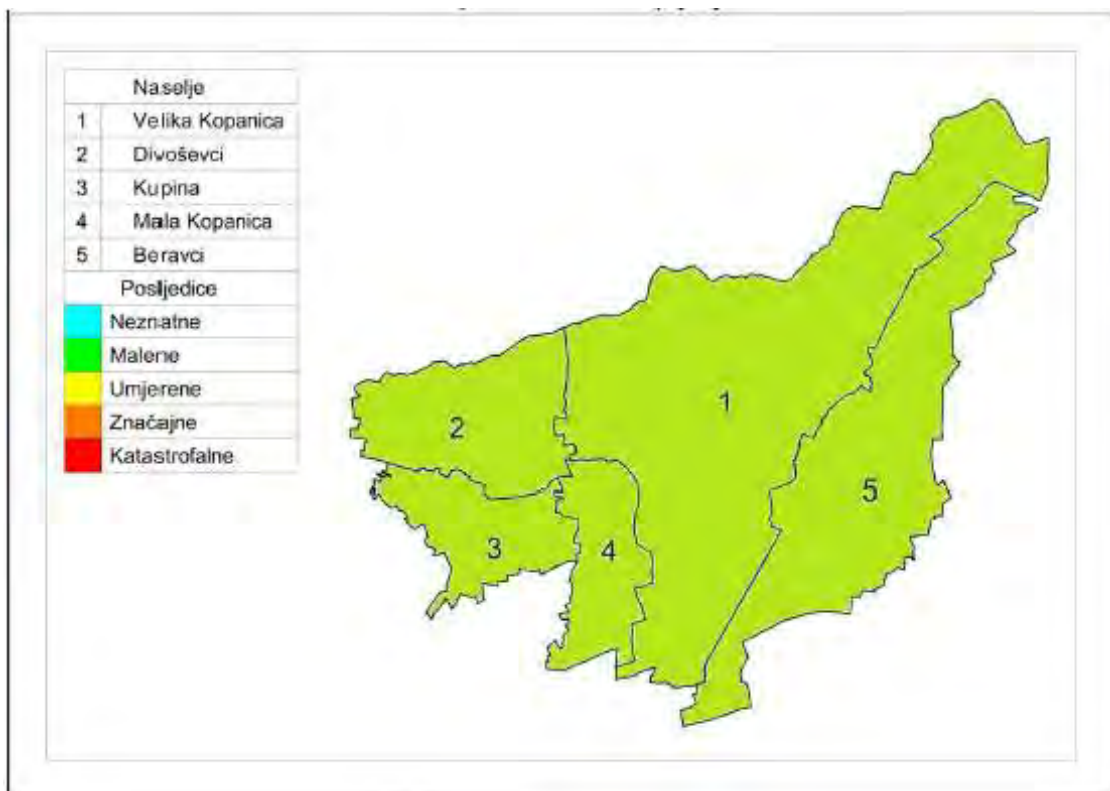 Naselje
1 Velika Kopanica
2 Divoševci
3 Kupina
4 Mala Kopanica
5 Beravci
Posljedice
Neznatne
Malene
Umjerene
Značajne
Katastrofalne
1
2
5
3
4